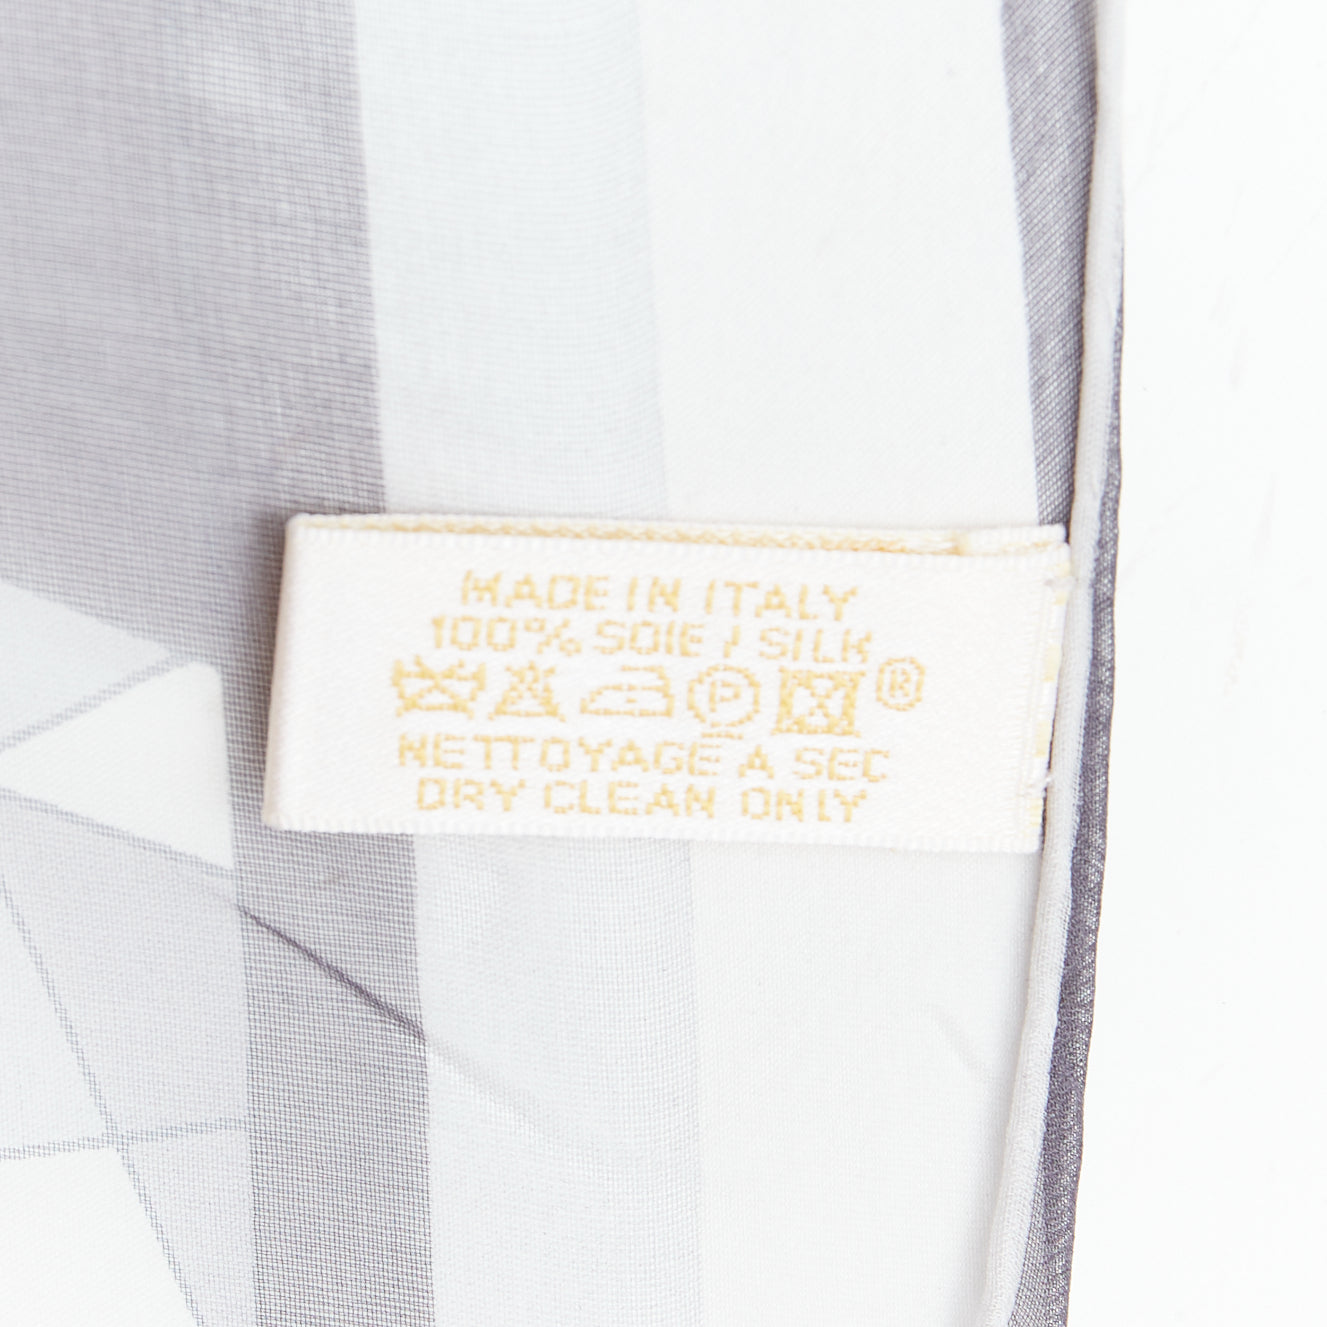 MADE IN ITALY
100% SOIE / SILK
P ®
NETTOYAGE A SEC
DRY CLEAN ONLY